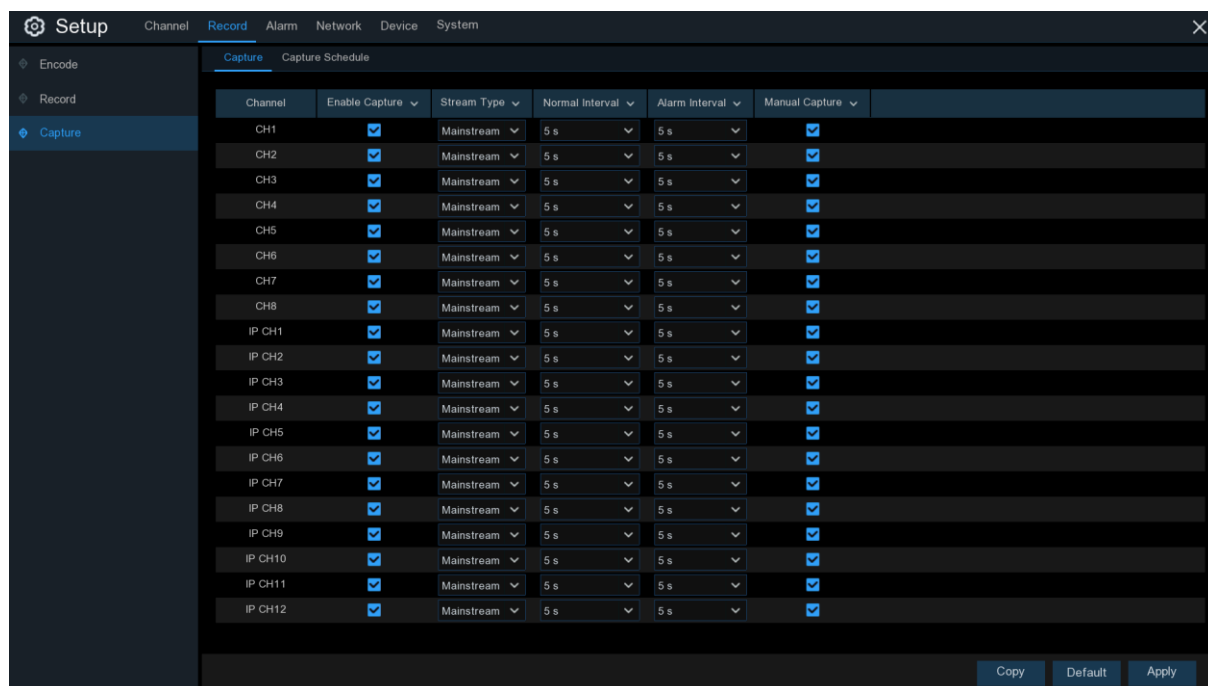 Setup Channel Record Alarm Network Device System
Encode
Record
Capture
Capture Capture Schedule
Channel Enable Capture Stream Type Normal Interval Alarm Interval Manual Capture
CH1 Mainstream 5 s 5 s
CH2 Mainstream 5 s 5 s
CH3 Mainstream 5 s 5 s
CH4 Mainstream 5 s 5 s
CH5 Mainstream 5 s 5 s
CH6 Mainstream 5 s 5 s
CH7 Mainstream 5 s 5 s
CH8 Mainstream 5 s 5 s
IP CH1 Mainstream 5 s 5 s
IP CH2 Mainstream 5 s 5 s
IP CH3 Mainstream 5 s 5 s
IP CH4 Mainstream 5 s 5 s
IP CH5 Mainstream 5 s 5 s
IP CH6 Mainstream 5 s 5 s
IP CH7 Mainstream 5 s 5 s
IP CH8 Mainstream 5 s 5 s
IP CH9 Mainstream 5 s 5 s
IP CH10 Mainstream 5 s 5 s
IP CH11 Mainstream 5 s 5 s
IP CH12 Mainstream 5 s 5 s
Copy Default Apply